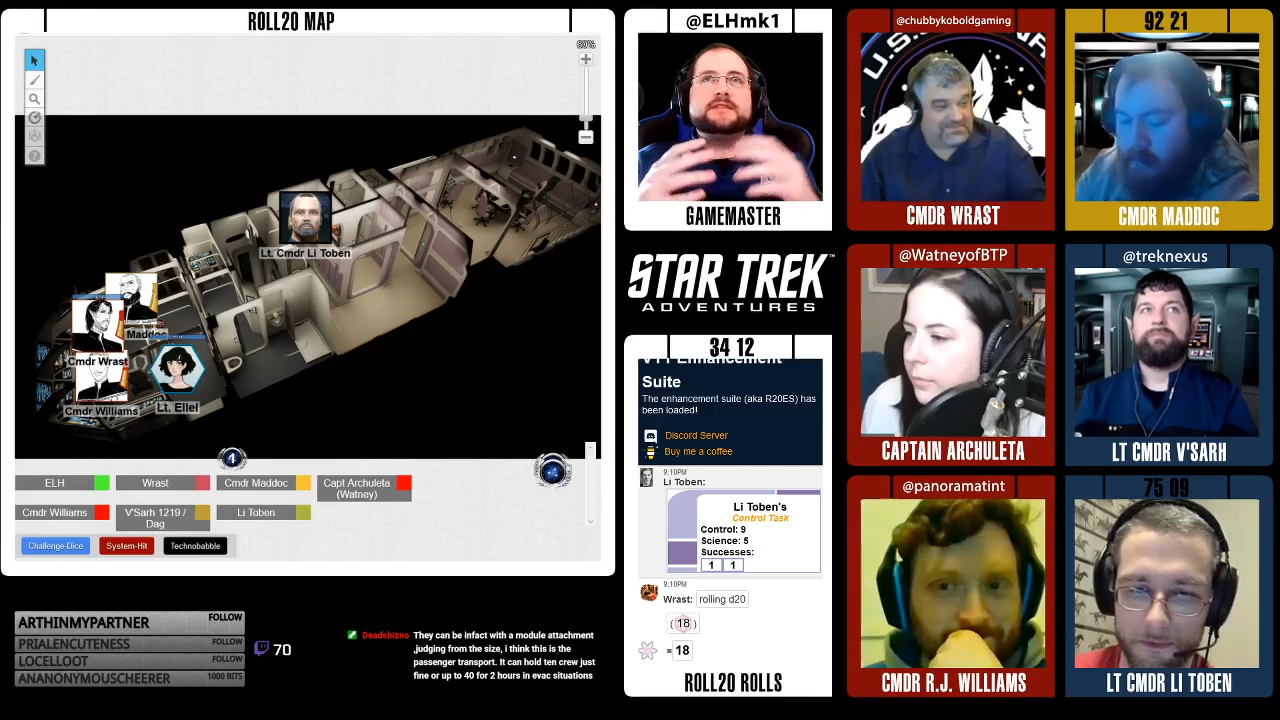 ROLL20 MAP
80%
Lt. Cmdr Li Toben
Cmdr Wrast
Cmdr Williams
Lt. Ellel
4
ELH
Wrast
Cmdr Maddoc
Capt Archuleta
(Watney)
Cmdr Williams
V'Sarh 1219 /
Dag
Li Toben
Challenge-Dice
System-Hit
Technobabble
@ELHmk1
GAMEMASTER
@chubbykoboldgaming
CMDR WRAST
92 21
CMDR MADDOC
STAR TREK
ADVENTURES
@WatneyofBTP
CAPTAIN ARCHULETA
@treknexus
LT CMDR V'SARH
34 12
VTT Enhancement
Suite
The enhancement suite (aka R20ES) has
been loaded!
Discord Server
Buy me a coffee
9:10PM
Li Toben:
Li Toben's
Control Task
Control: 9
Science: 5
Successes:
1 1
9:10PM
Wrast: rolling d20
(18)
=18
ROLL20 ROLLS
@panoramatint
CMDR R.J. WILLIAMS
75 09
LT CMDR LI TOBEN
ARTHINMYPARTNER FOLLOW
PRIALENCUTENESS FOLLOW
LOCELLOOT FOLLOW
ANANONYMOUSCHEERER 1000 BITS
70
Deadshizno They can be infact with a module attachment
,judging from the size, i think this is the
passenger transport. It can hold ten crew just
fine or up to 40 for 2 hours in evac situations